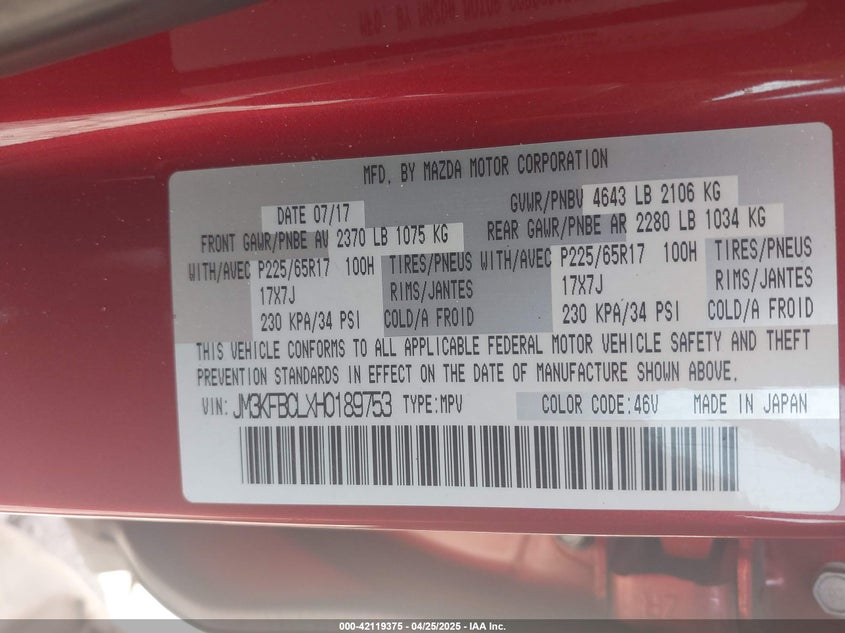 MFD. BY MAZDA MOTOR CORPORATION
DATE 07/17 GVWR/PNBV 4643 LB 2106 KG
FRONT GAWR/PNBE AV 2370 LB 1075 KG REAR GAWR/PNBE AR 2280 LB 1034 KG
WITH/AVEC P225/65R17 100H TIRES/PNEUS WITH/AVEC P225/65R17 100H TIRES/PNEUS
17X7J RIMS/JANTES 17X7J RIMS/JANTES
230 KPA/34 PSI COLD/A FROID 230 KPA/34 PSI COLD/A FROID
THIS VEHICLE CONFORMS TO ALL APPLICABLE FEDERAL MOTOR VEHICLE SAFETY AND THEFT
PREVENTION STANDARDS IN EFFECT ON THE DATE OF MANUFACTURE SHOWN ABOVE.
VIN: JM3KFBCLXH0189753 TYPE:MPV COLOR CODE:46V MADE IN JAPAN
000-42119375 - 04/25/2025 - IAA Inc.